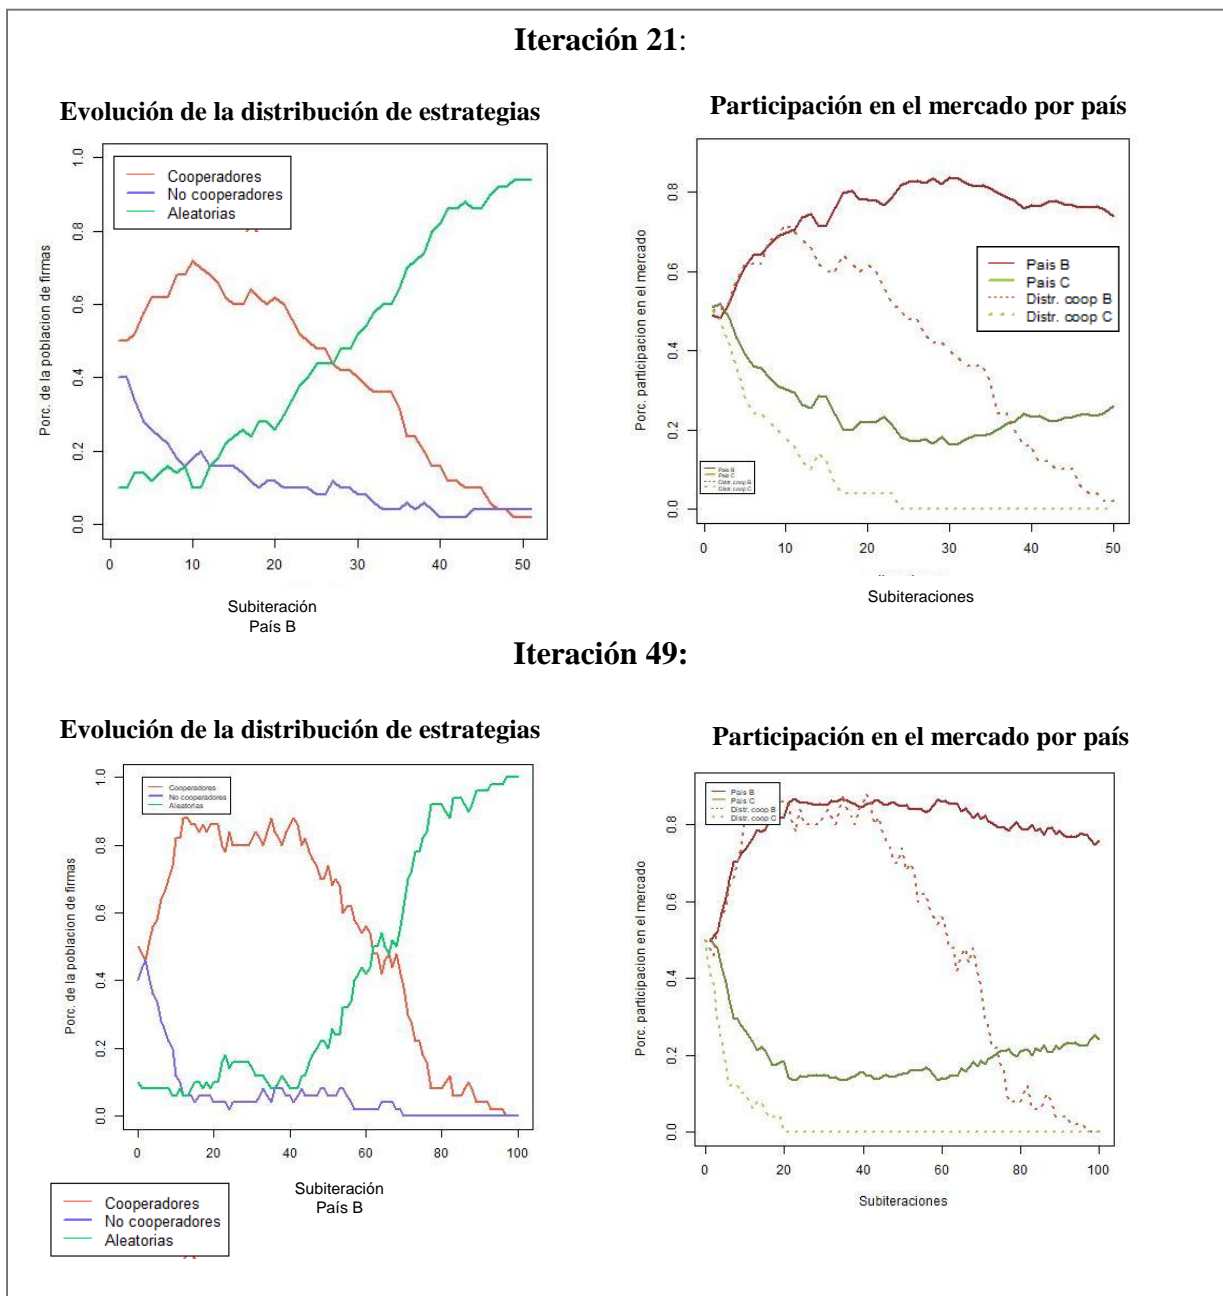 Iteración 21:
Evolución de la distribución de estrategias
Porc. de la poblacion de firmas
0.0 0.2 0.4 0.6 0.8 1.0
Cooperadores
No cooperadores
Aleatorias
0 10 20 30 40 50
Subiteración
País B
Participación en el mercado por país
Porc. participacion en el mercado
0.0 0.2 0.4 0.6 0.8
Pais B
Pais C
Distr. coop B
Distr. coop C
Pais B
Pais C
Distr. coop B
Distr. coop C
0 10 20 30 40 50
Subiteraciones
Iteración 49:
Evolución de la distribución de estrategias
Porc. de la poblacion de firmas
0.0 0.2 0.4 0.6 0.8 1.0
Cooperadores
No cooperadores
Aleatorias
0 20 40 60 80 100
Subiteración
País B
Cooperadores
No cooperadores
Aleatorias
Participación en el mercado por país
Porc. participacion en el mercado
0.0 0.2 0.4 0.6 0.8
Pais B
Pais C
Distr. coop B
Distr. coop C
0 20 40 60 80 100
Subiteraciones